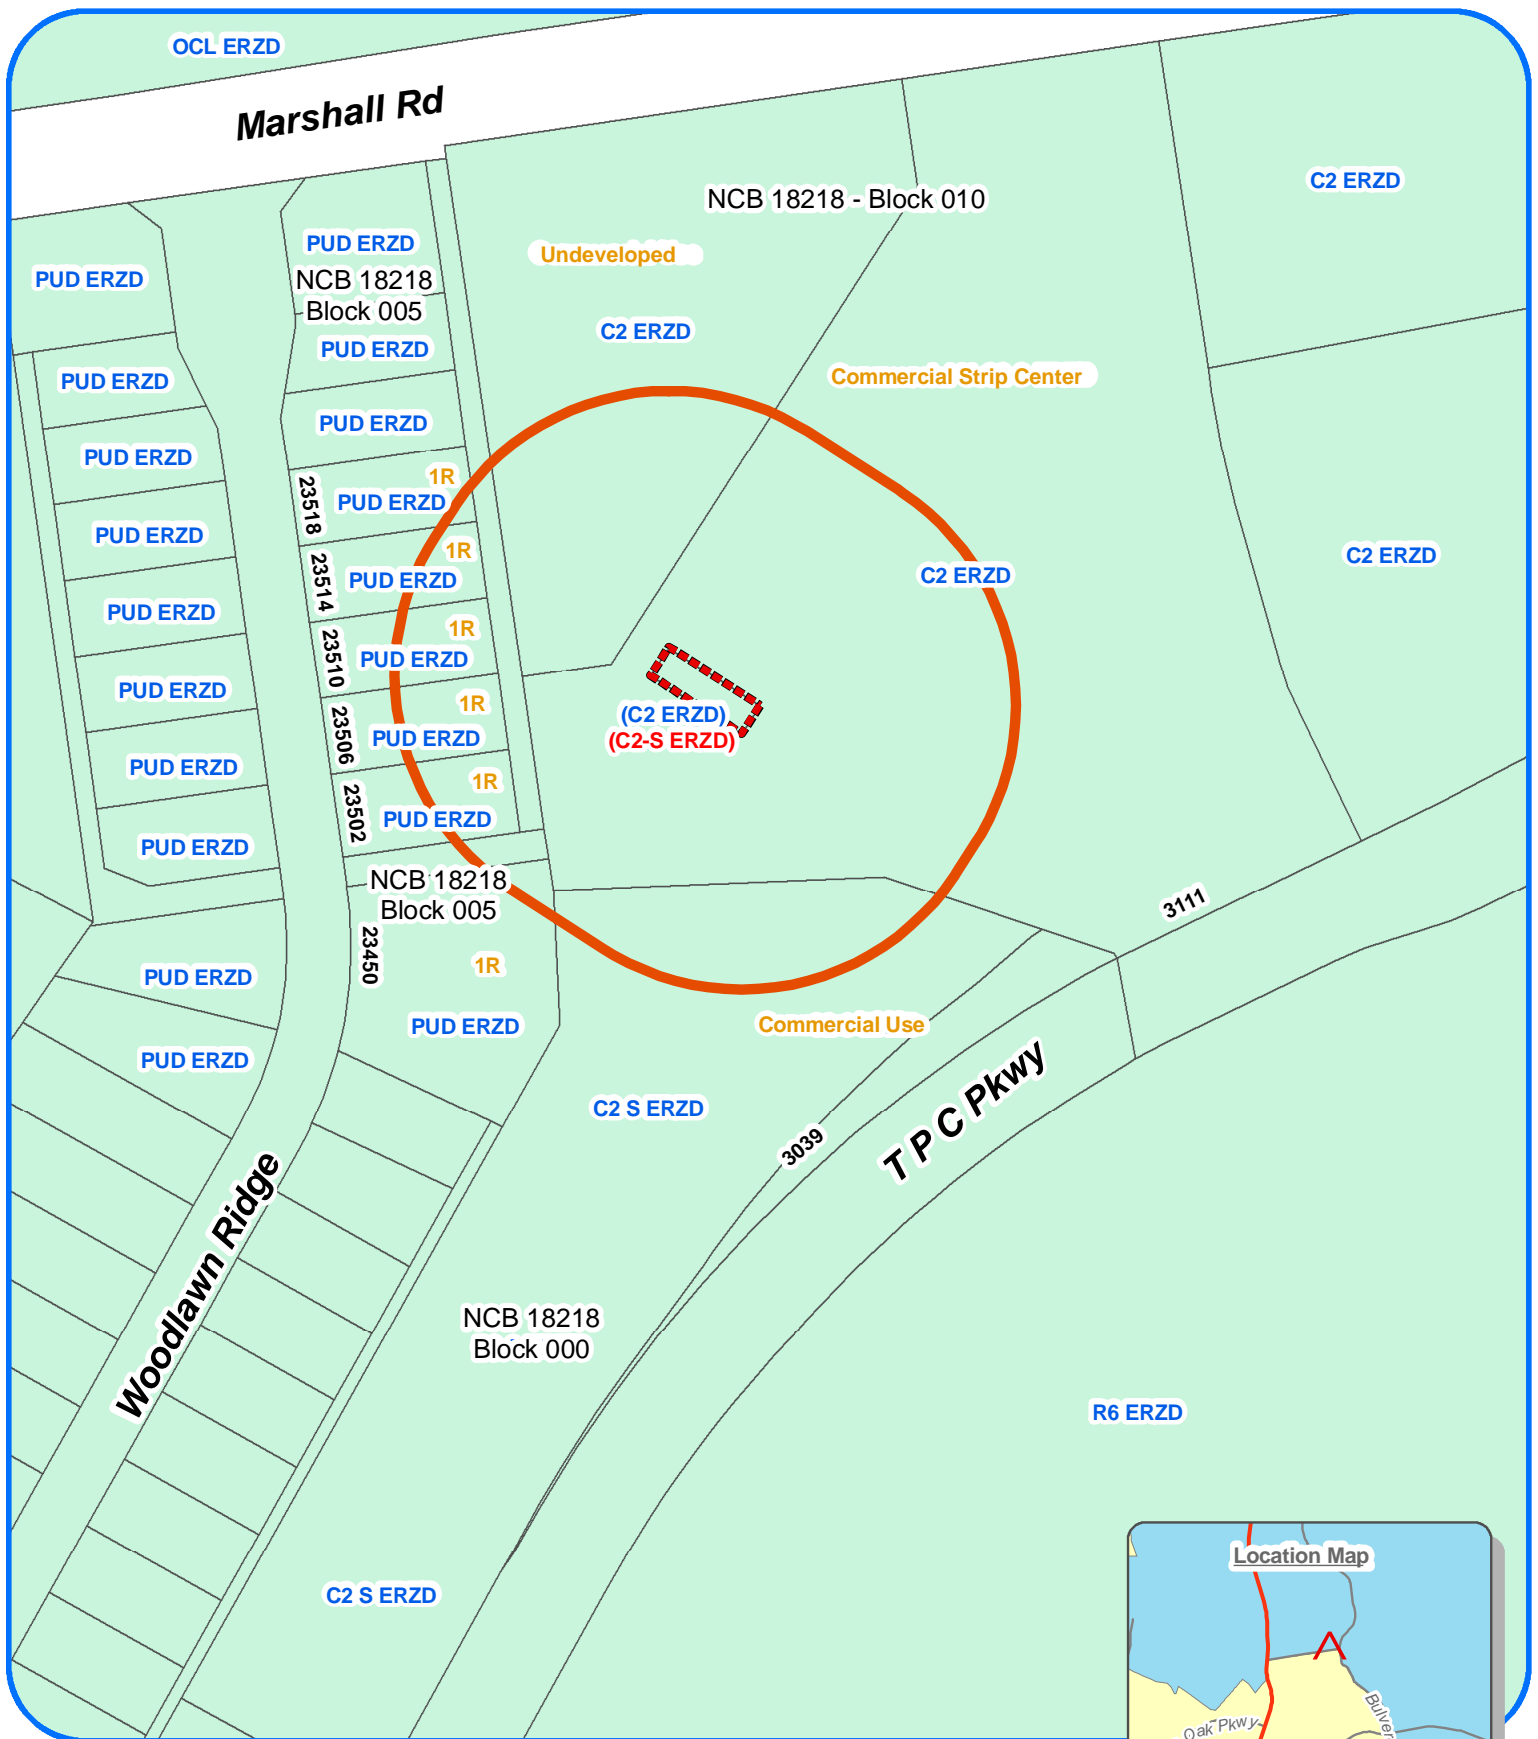 OCL ERZD
Marshall Rd
C2 ERZD
NCB 18218 - Block 010
PUD ERZD
Undeveloped
PUD ERZD
NCB 18218
Block 005
C2 ERZD
PUD ERZD
Commercial Strip Center
PUD ERZD
PUD ERZD
PUD ERZD
1R
23518
PUD ERZD
PUD ERZD
1R
C2 ERZD
C2 ERZD
23514
PUD ERZD
PUD ERZD
1R
23510
PUD ERZD
PUD ERZD
1R
(C2 ERZD)
(C2-S ERZD)
23506
PUD ERZD
PUD ERZD
1R
23502
PUD ERZD
PUD ERZD
NCB 18218
Block 005
3111
23450
1R
PUD ERZD
PUD ERZD
Commercial Use
PUD ERZD
T P C Pkwy
C2 S ERZD
3039
Woodlawn Ridge
NCB 18218
Block 000
R6 ERZD
C2 S ERZD
Location Map
Oak Pkwy
Bulver